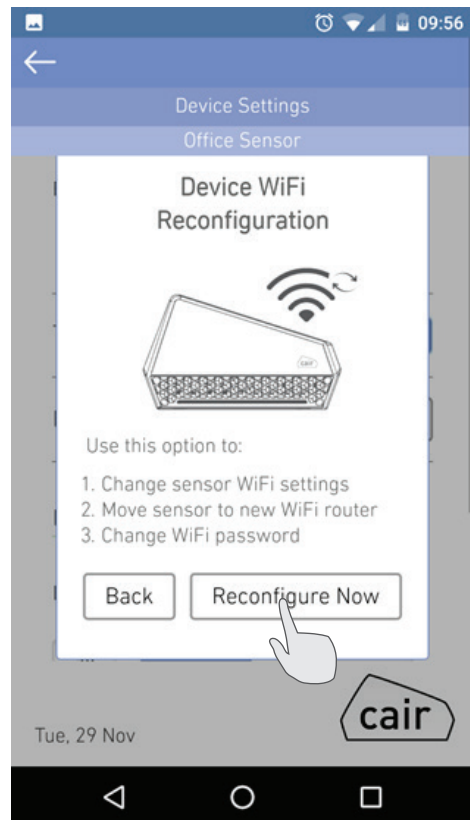 09:56
Device Settings
Office Sensor
Device WiFi
Reconfiguration
cair
Use this option to:
1. Change sensor WiFi settings
2. Move sensor to new WiFi router
3. Change WiFi password
Back
Reconfigure Now
cair
Tue, 29 Nov